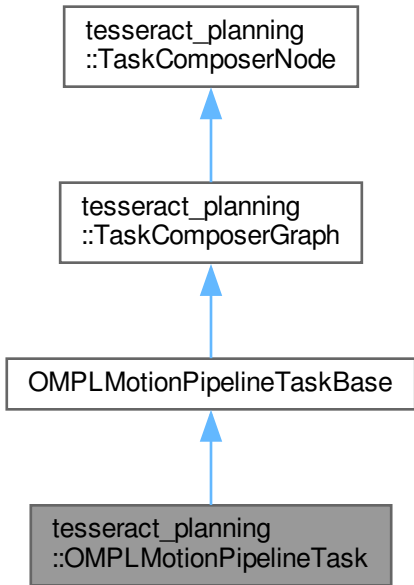 tesseract_planning
::TaskComposerNode
tesseract_planning
::TaskComposerGraph
OMPLMotionPipelineTaskBase
tesseract_planning
::OMPLMotionPipelineTask